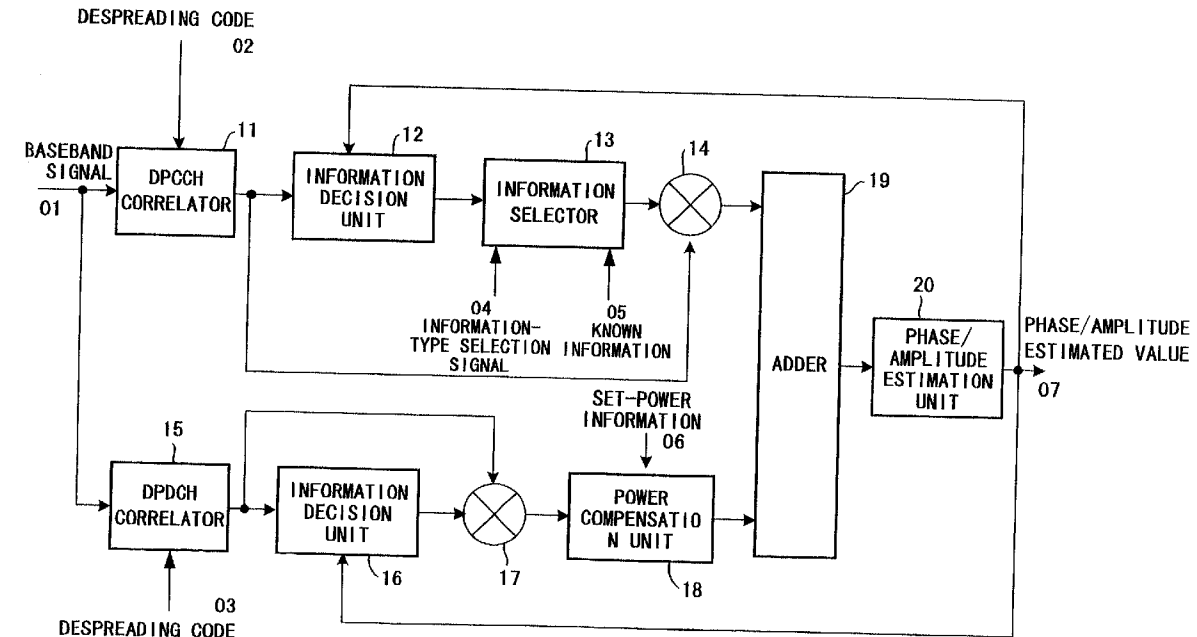 DESPREADING CODE
02
BASEBAND
SIGNAL
01
11
DPCCH
CORRELATOR
12
INFORMATION
DECISION
UNIT
13
INFORMATION
SELECTOR
14
19
ADDER
04
INFORMATION-
TYPE SELECTION
SIGNAL
05
KNOWN
INFORMATION
20
PHASE/
AMPLITUDE
ESTIMATION
UNIT
PHASE/AMPLITUDE
ESTIMATED VALUE
07
SET-POWER
INFORMATION
06
15
DPDCH
CORRELATOR
INFORMATION
DECISION
UNIT
16
17
POWER
COMPENSATIO
N UNIT
18
03
DESPREADING CODE